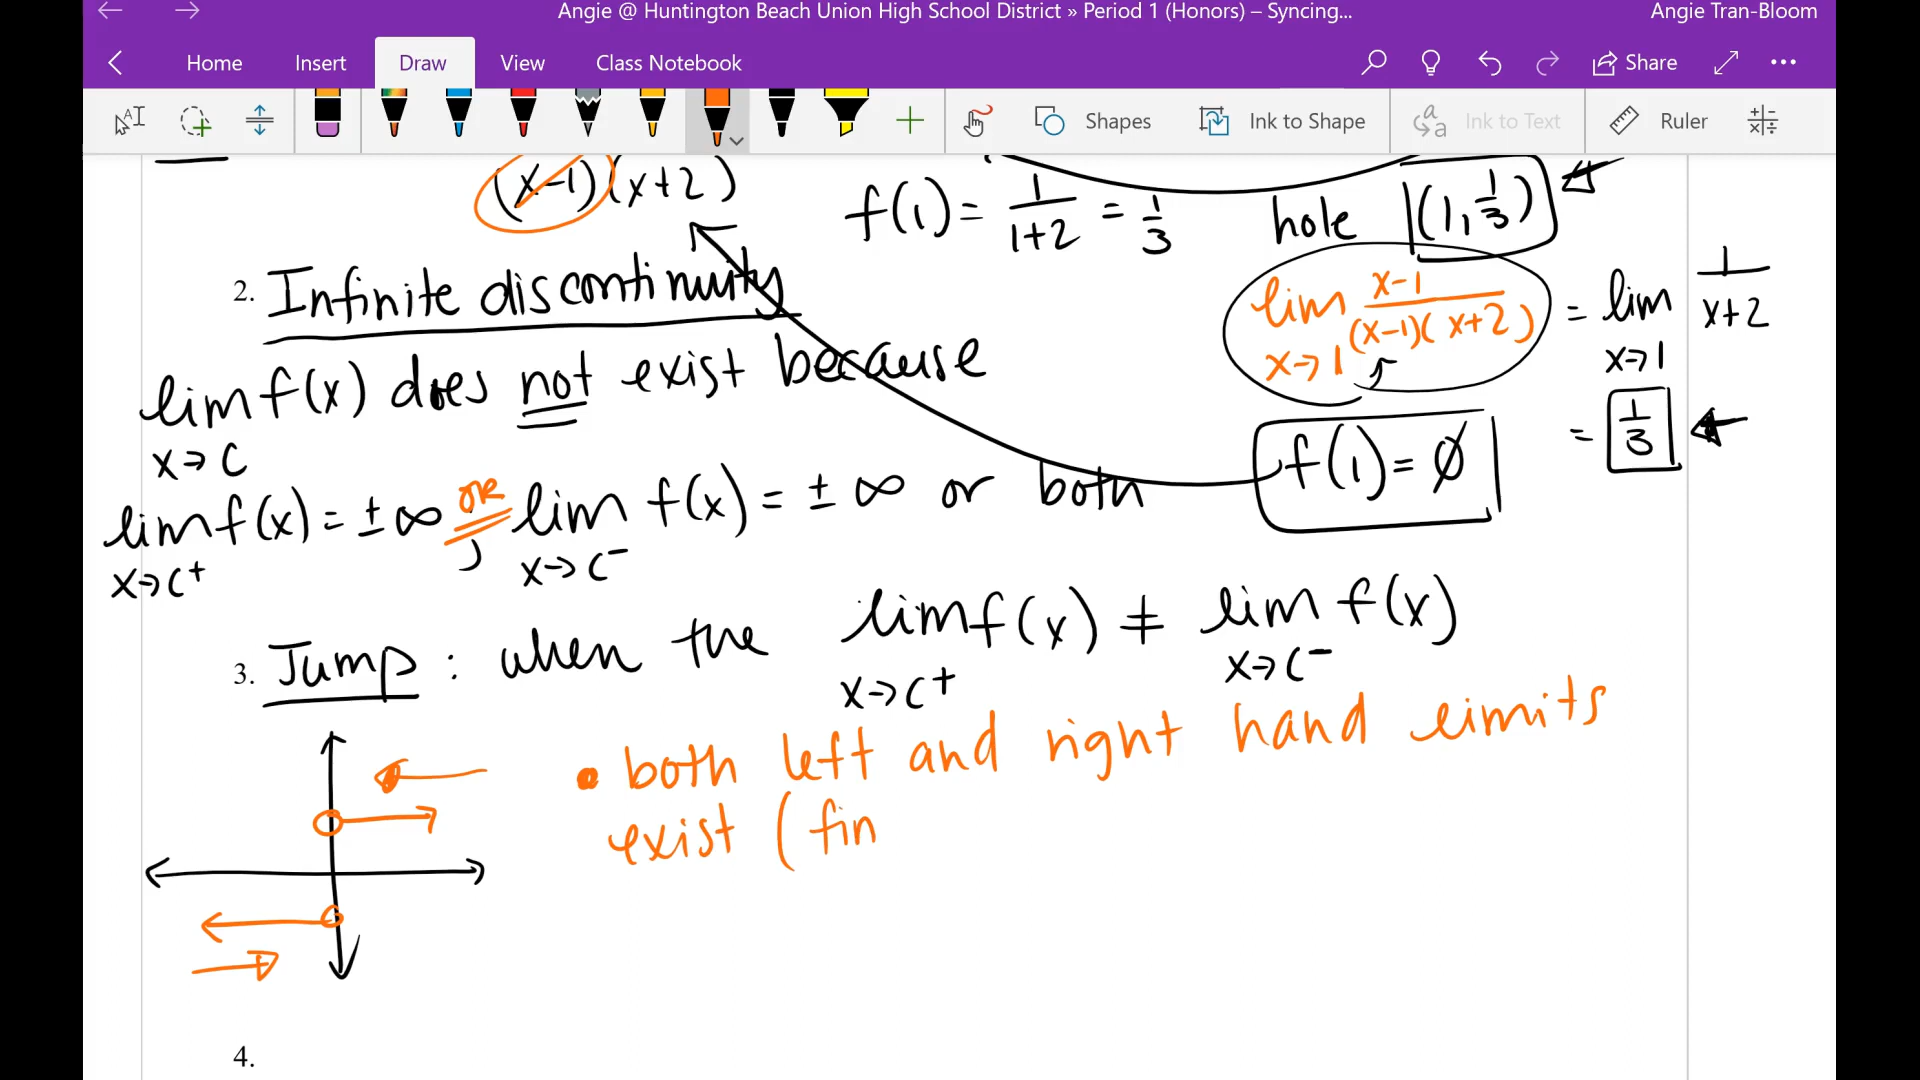 Angie @ Huntington Beach Union High School District » Period 1 (Honors) – Syncing...
Angie Tran-Bloom
Home Insert Draw View Class Notebook
Share
Shapes Ink to Shape Ink to Text Ruler
(x-1)(x+2)
f(1) = 1/(1+2) = 1/3
hole (1, 1/3)
2. Infinite discontinuity
lim x→1 (x-1)/((x-1)(x+2)) = lim x→1 1/(x+2)
= 1/3
f(1) = ∅
lim x→c f(x) does not exist because
lim x→c⁺ f(x) = ± ∞ or lim x→c⁻ f(x) = ± ∞ or both
3. Jump : when the lim x→c⁺ f(x) ≠ lim x→c⁻ f(x)
• both left and right hand limits
exist (fin
4.